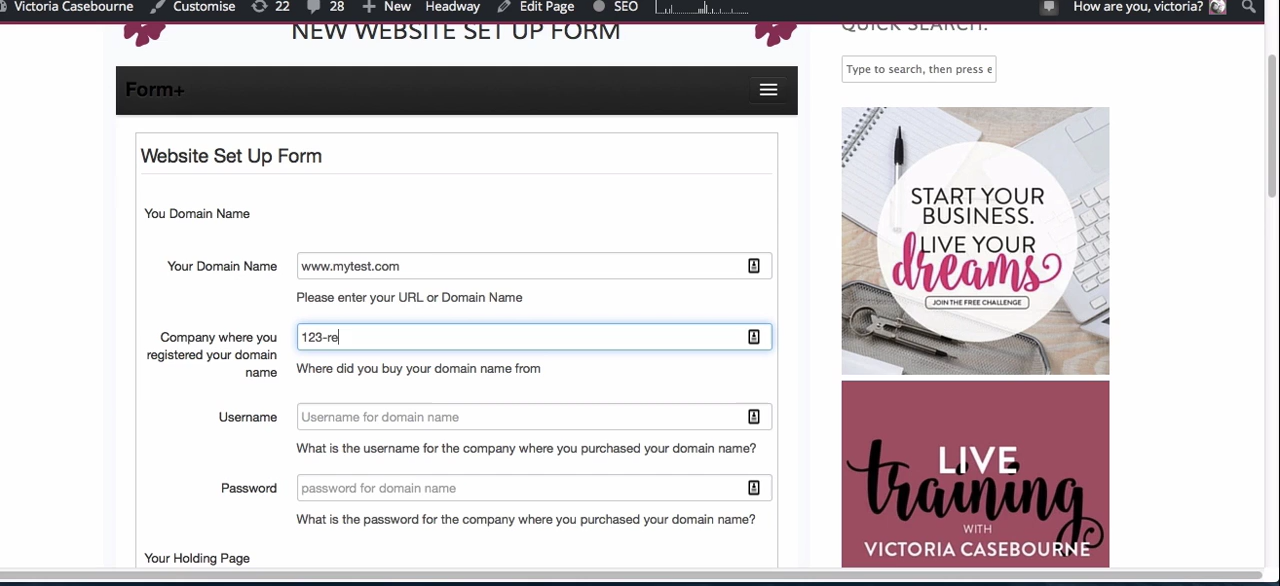 Victoria Casebourne Customise 22 28 New Headway Edit Page SEO How are you, victoria?
NEW WEBSITE SET UP FORM
Form+
Website Set Up Form
You Domain Name
Your Domain Name
www.mytest.com
Please enter your URL or Domain Name
Company where you
registered your domain
name
123-re
Where did you buy your domain name from
Username
Username for domain name
What is the username for the company where you purchased your domain name?
Password
password for domain name
What is the password for the company where you purchased your domain name?
Your Holding Page
QUICK SEARCH:
Type to search, then press e
START YOUR
BUSINESS.
LIVE YOUR
dreams
JOIN THE FREE CHALLENGE
LIVE
training
WITH
VICTORIA CASEBOURNE